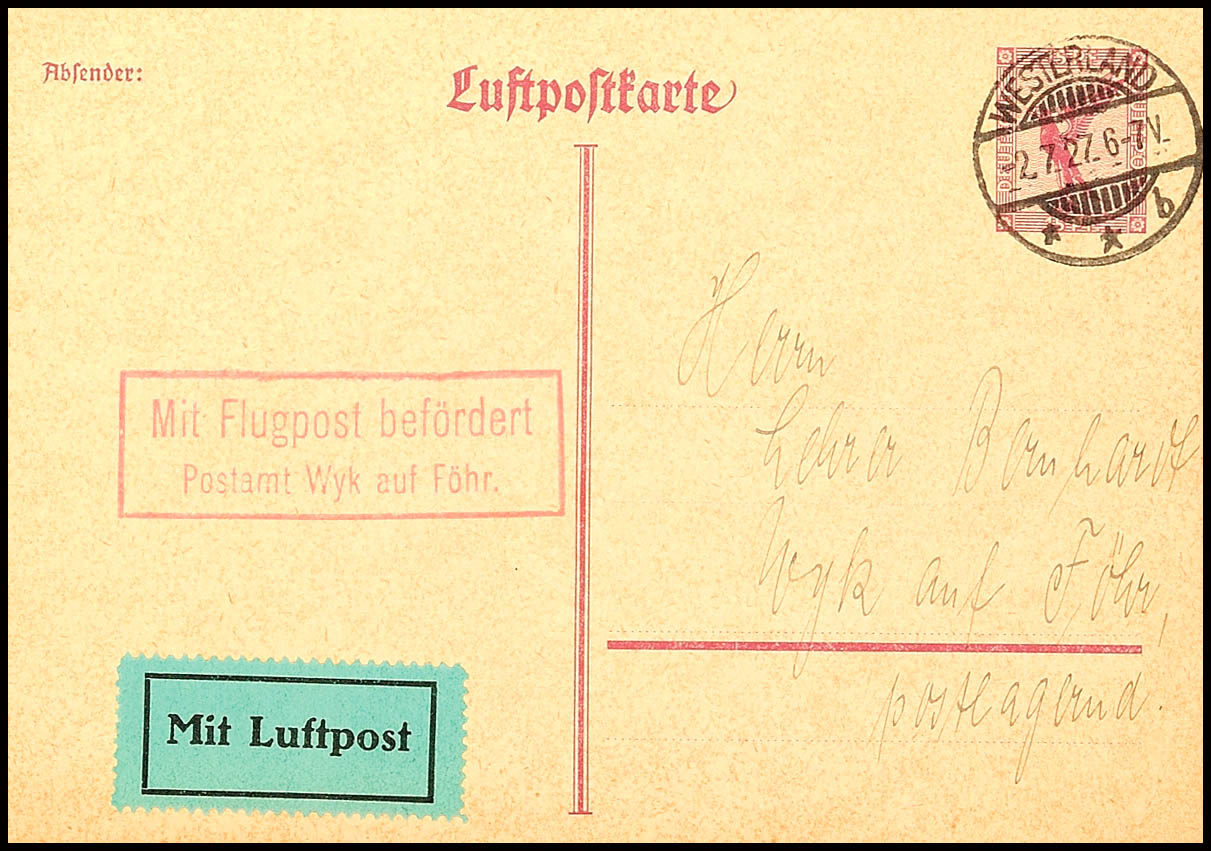 Absender:
Luftpostkarte
WESTERLAND
-2.7.27. 6-7V.
* * b
Mit Flugpost befördert
Postamt Wyk auf Föhr.
Herrn
Lehrer Bernhardt
Wyk auf Föhr,
postlagernd.
Mit Luftpost